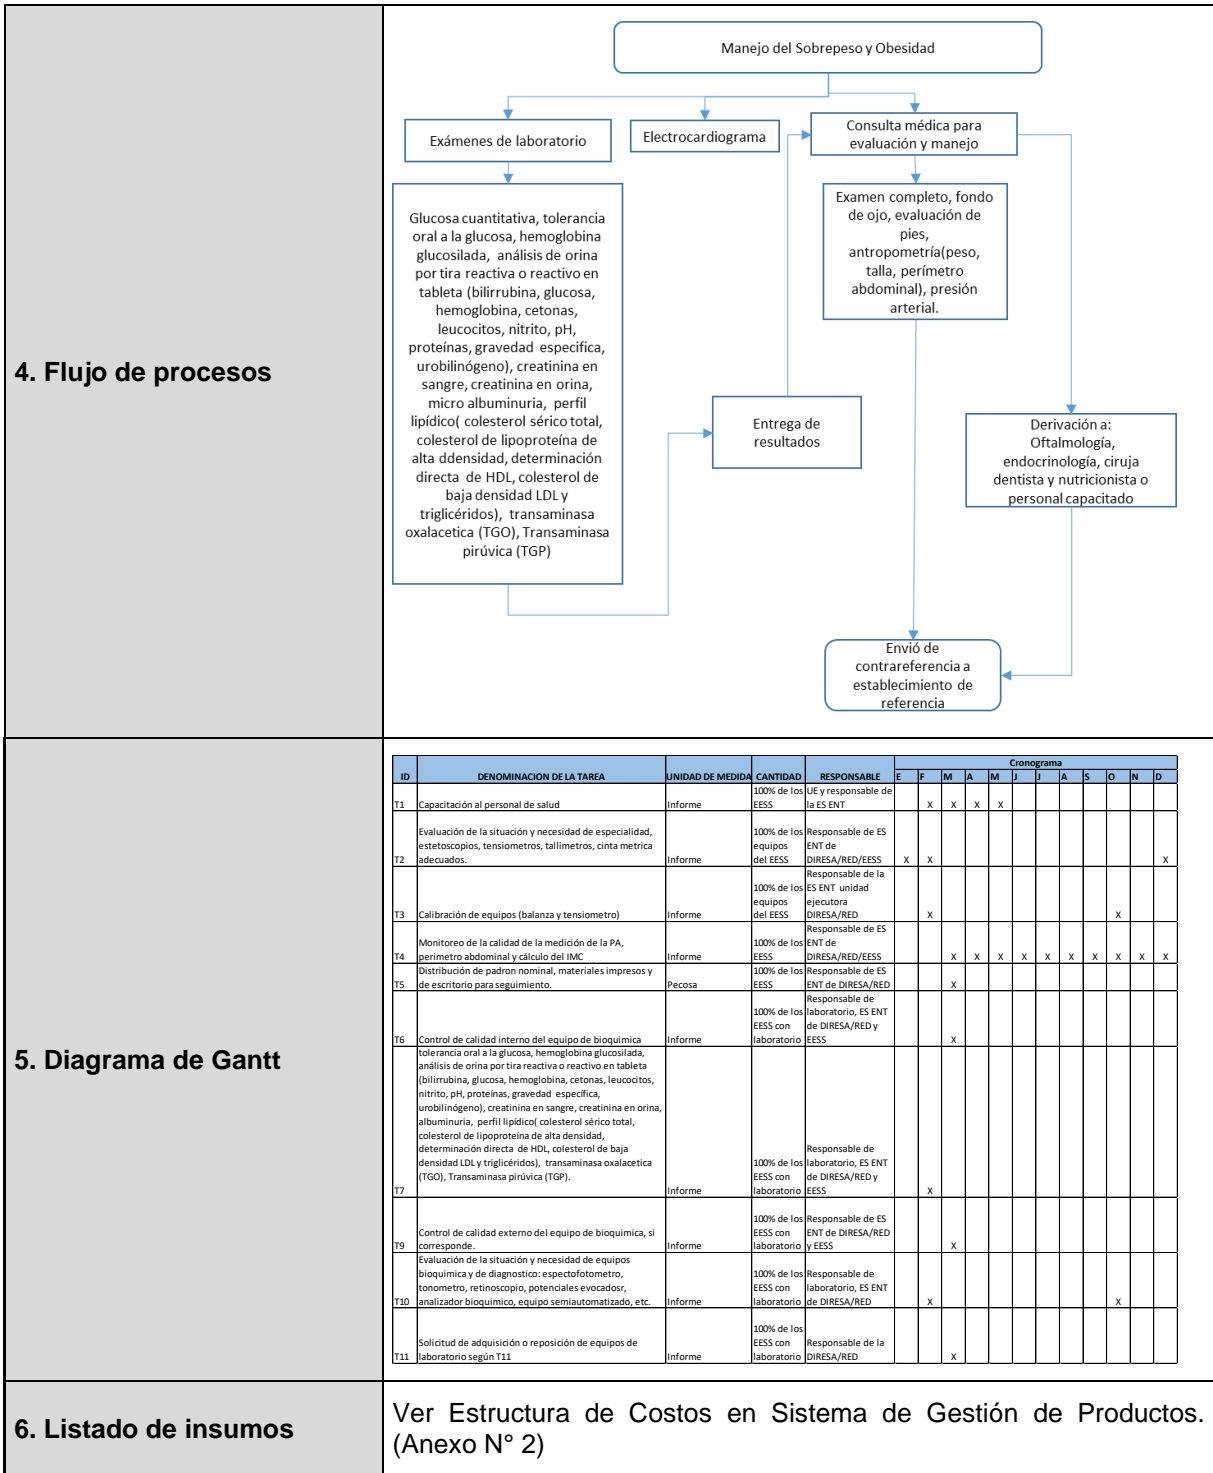 4. Flujo de procesos
Manejo del Sobrepeso y Obesidad
Exámenes de laboratorio
Electrocardiograma
Consulta médica para
evaluación y manejo
Glucosa cuantitativa, tolerancia
oral a la glucosa, hemoglobina
glucosilada, análisis de orina
por tira reactiva o reactivo en
tableta (bilirrubina, glucosa,
hemoglobina, cetonas,
leucocitos, nitrito, pH,
proteínas, gravedad especifica,
urobilinógeno), creatinina en
sangre, creatinina en orina,
micro albuminuria, perfil
lipídico( colesterol sérico total,
colesterol de lipoproteína de
alta ddensidad, determinación
directa de HDL, colesterol de
baja densidad LDL y
triglicéridos), transaminasa
oxalacetica (TGO), Transaminasa
pirúvica (TGP)
Examen completo, fondo
de ojo, evaluación de
pies,
antropometría(peso,
talla, perímetro
abdominal), presión
arterial.
Entrega de
resultados
Derivación a:
Oftalmología,
endocrinología, ciruja
dentista y nutricionista o
personal capacitado
Envió de
contrareferencia a
establecimiento de
referencia
5. Diagrama de Gantt
Cronograma
ID DENOMINACION DE LA TAREA UNIDAD DE MEDIDA CANTIDAD RESPONSABLE E F M A M J J A S O N D
100% de los UE y responsable de
T1 Capacitación al personal de salud Informe EESS la ES ENT X X X X
Evaluación de la situación y necesidad de especialidad, 100% de los Responsable de ES
estetoscopios, tensiometros, tallimetros, cinta metrica equipos ENT de
T2 adecuados. Informe del EESS DIRESA/RED/EESS X X X
Responsable de la
100% de los ES ENT unidad
equipos ejecutora
T3 Calibración de equipos (balanza y tensiometro) Informe del EESS DIRESA/RED X X
Responsable de ES
Monitoreo de la calidad de la medición de la PA, 100% de los ENT de
T4 perimetro abdominal y cálculo del IMC Informe EESS DIRESA/RED/EESS X X X X X X X X X X
Distribución de padron nominal, materiales impresos y 100% de los Responsable de ES
T5 de escritorio para seguimiento. Pecosa EESS ENT de DIRESA/RED X
Responsable de
100% de los laboratorio, ES ENT
EESS con de DIRESA/RED y
T6 Control de calidad interno del equipo de bioquimica Informe laboratorio EESS X
tolerancia oral a la glucosa, hemoglobina glucosilada,
análisis de orina por tira reactiva o reactivo en tableta
(bilirrubina, glucosa, hemoglobina, cetonas, leucocitos,
nitrito, pH, proteínas, gravedad específica,
urobilinógeno), creatinina en sangre, creatinina en orina,
albuminuria, perfil lipídico( colesterol sérico total,
colesterol de lipoproteína de alta densidad,
determinación directa de HDL, colesterol de baja Responsable de
densidad LDL y triglicéridos), transaminasa oxalacetica 100% de los laboratorio, ES ENT
(TGO), Transaminasa pirúvica (TGP). EESS con de DIRESA/RED y
T7 Informe laboratorio EESS X
100% de los Responsable de ES
Control de calidad externo del equipo de bioquimica, si EESS con ENT de DIRESA/RED
T9 corresponde. Informe laboratorio y EESS X
Evaluación de la situación y necesidad de equipos
bioquimica y de diagnostico: espectofotometro, 100% de los Responsable de
tonometro, retinoscopio, potenciales evocadosr, EESS con laboratorio, ES ENT
T10 analizador bioquimico, equipo semiautomatizado, etc. Informe laboratorio de DIRESA/RED X X
100% de los
Solicitud de adquisición o reposición de equipos de EESS con Responsable de la
T11 laboratorio según T11 Informe laboratorio DIRESA/RED X
6. Listado de insumos
Ver Estructura de Costos en Sistema de Gestión de Productos.
(Anexo N° 2)